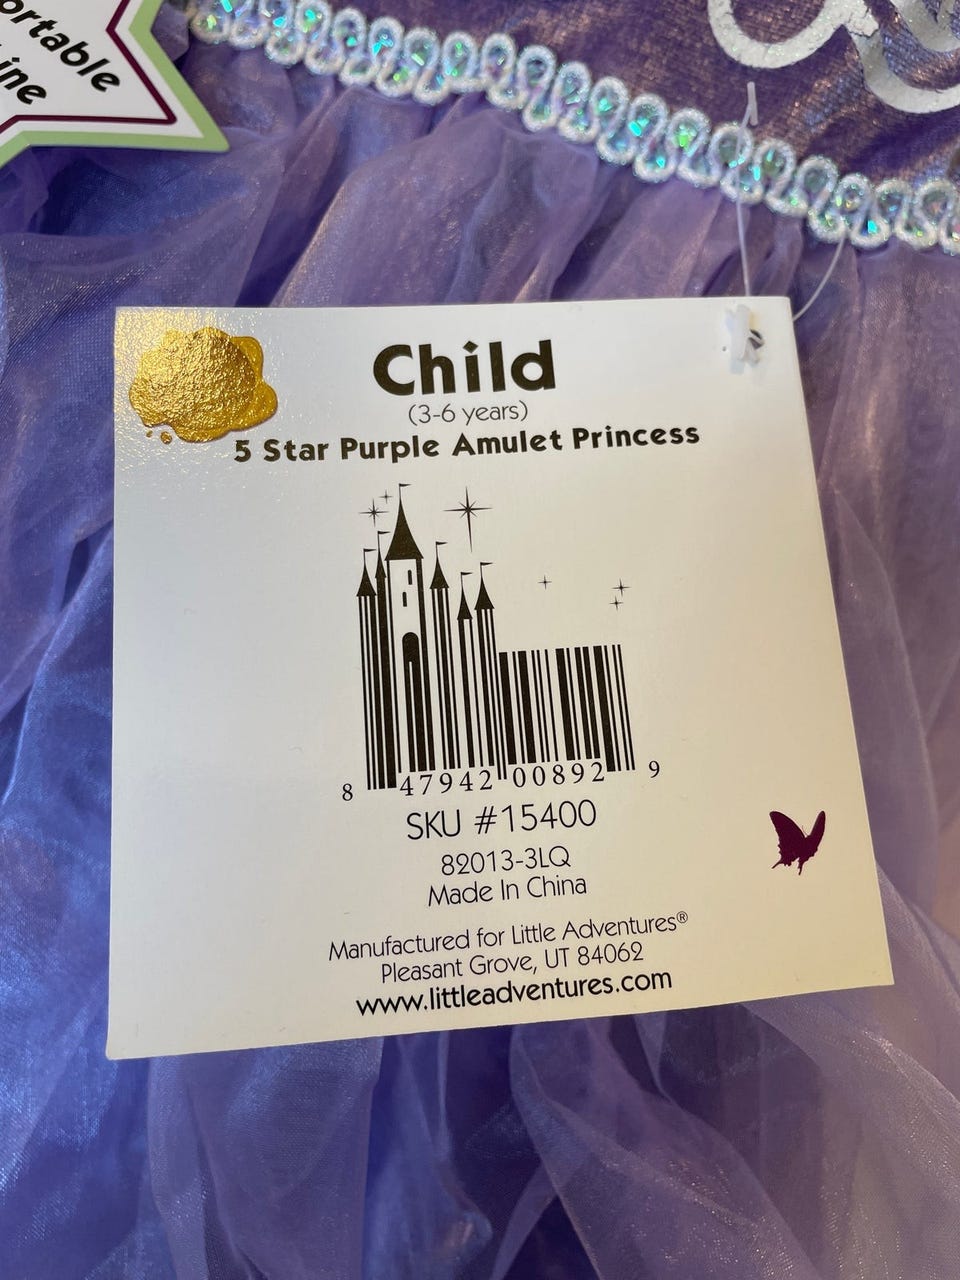 ortable
ine
Child
(3-6 years)
5 Star Purple Amulet Princess
8 47942 00892 9
SKU #15400
82013-3LQ
Made In China
Manufactured for Little Adventures®
Pleasant Grove, UT 84062
www.littleadventures.com